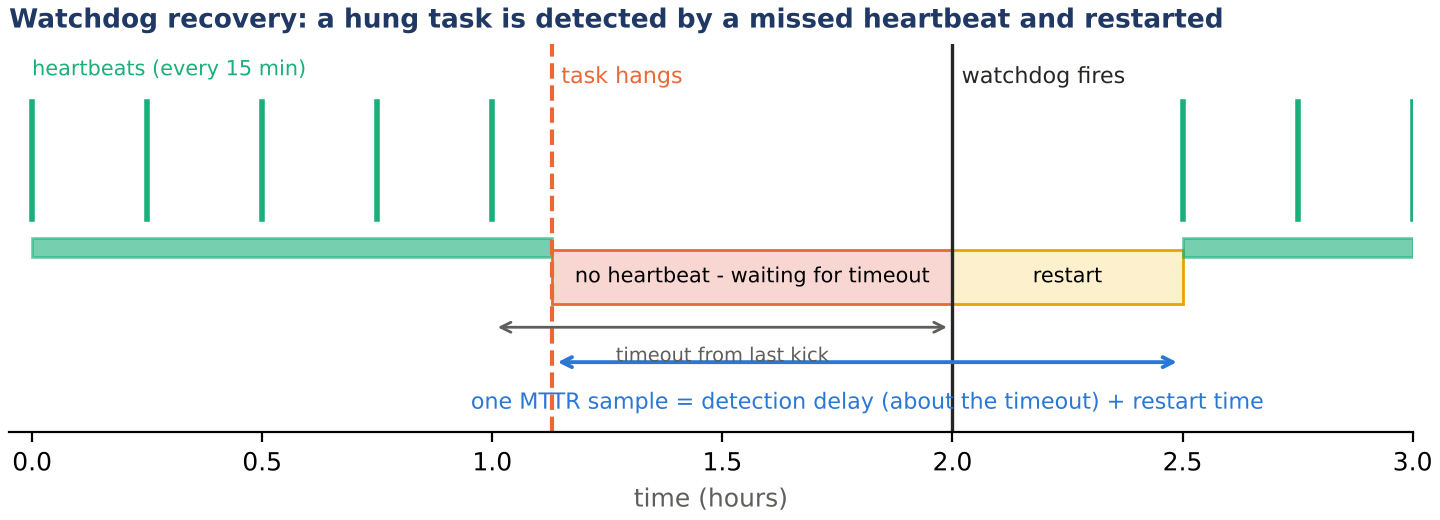 Watchdog recovery: a hung task is detected by a missed heartbeat and restarted
heartbeats (every 15 min)
task hangs
watchdog fires
no heartbeat - waiting for timeout
restart
timeout from last kick
one MTTR sample = detection delay (about the timeout) + restart time
0.0 0.5 1.0 1.5 2.0 2.5 3.0
time (hours)